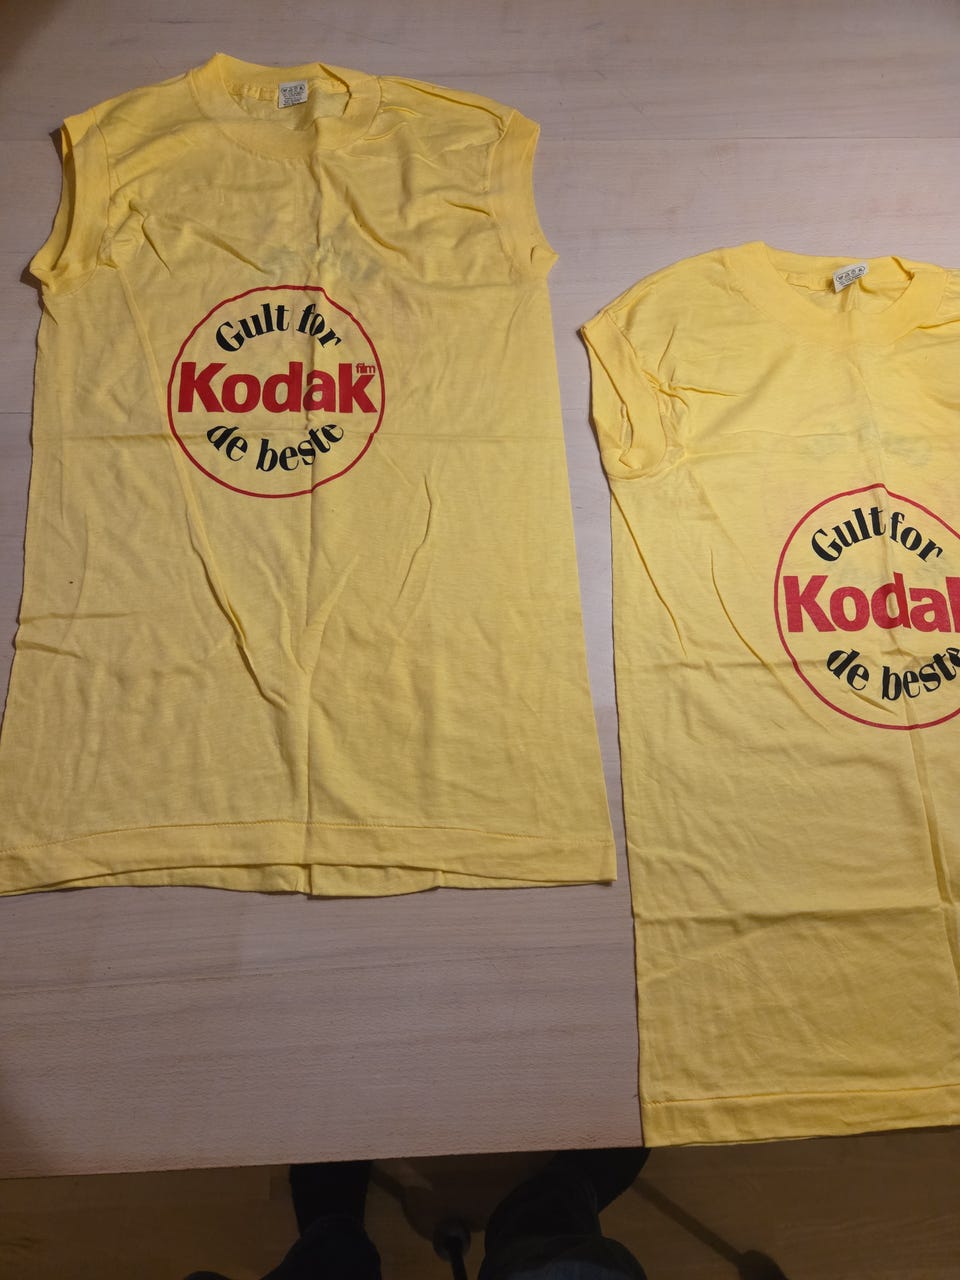 Gult for
Kodak film
de beste
Gult for
Kodak
de beste